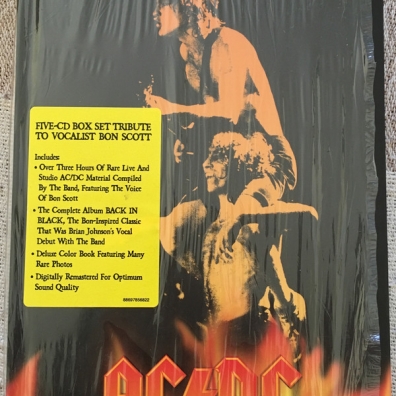 FIVE-CD BOX SET TRIBUTE
TO VOCALIST BON SCOTT
Includes:
• Over Three Hours Of Rare Live And
Studio AC/DC Material Compiled
By The Band, Featuring The Voice
Of Bon Scott
• The Complete Album BACK IN
BLACK, The Bon-Inspired Classic
That Was Brian Johnson's Vocal
Debut With The Band
• Deluxe Color Book Featuring Many
Rare Photos
• Digitally Remastered For Optimum
Sound Quality
AC⚡DC